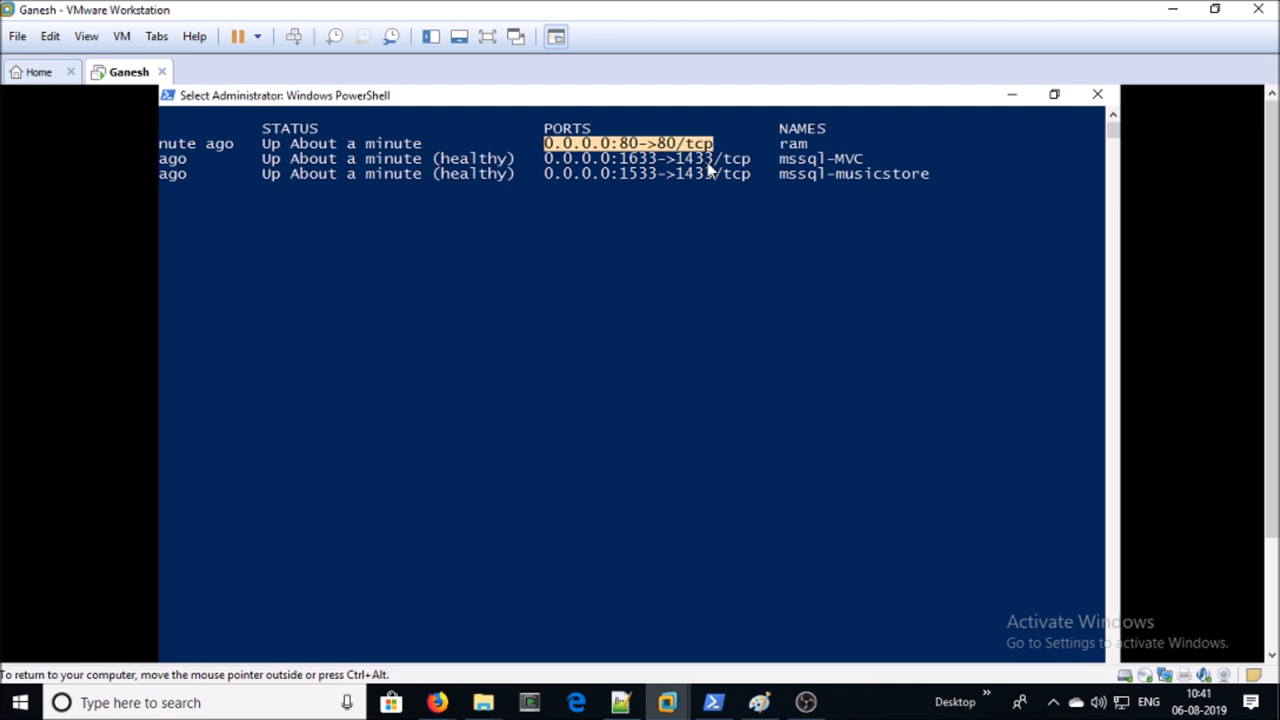 Ganesh - VMware Workstation
File Edit View VM Tabs Help
Home Ganesh
Select Administrator: Windows PowerShell
STATUS PORTS NAMES
nute ago Up About a minute 0.0.0.0:80->80/tcp ram
ago Up About a minute (healthy) 0.0.0.0:1633->1433/tcp mssql-MVC
ago Up About a minute (healthy) 0.0.0.0:1533->1433/tcp mssql-musicstore
Activate Windows
Go to Settings to activate Windows.
To return to your computer, move the mouse pointer outside or press Ctrl+Alt.
Type here to search
Desktop
ENG
10:41
06-08-2019